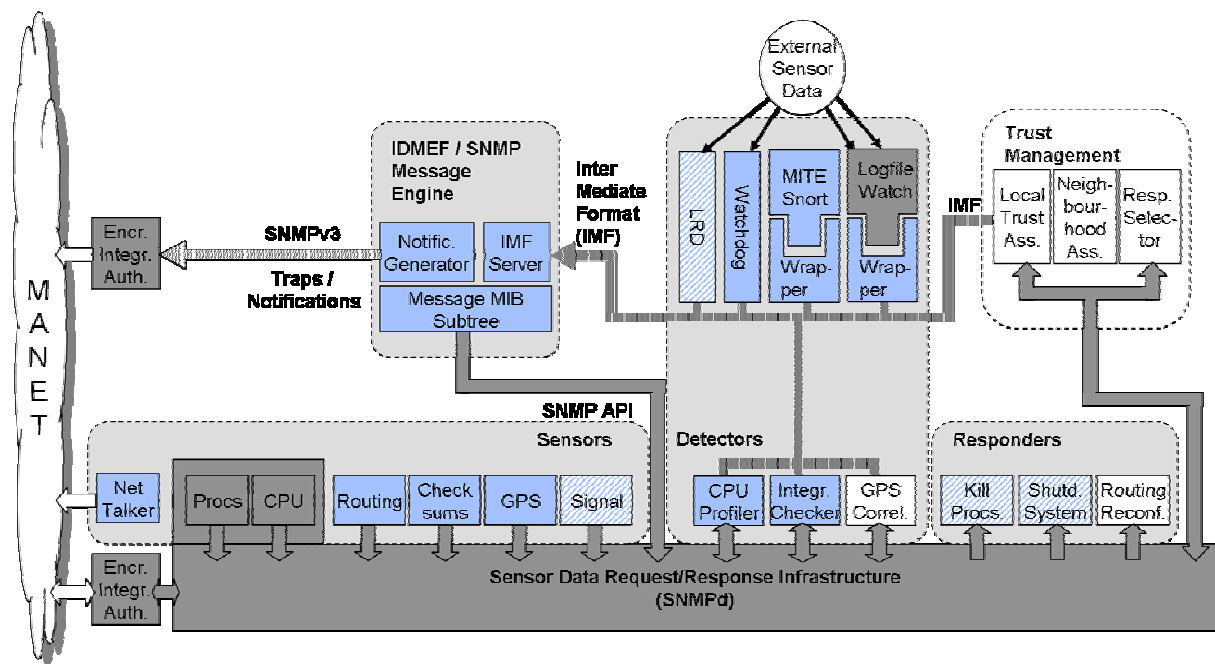 External
Sensor
Data
IDMEF / SNMP
Message
Engine
Notific.
Generator
IMF
Server
Message MIB
Subtree
Inter
Mediate
Format
(IMF)
LRD
Watchdog
MITE
Snort
Wrap-
per
Logfile
Watch
Wrap-
per
IMF
Trust
Management
Local
Trust
Ass.
Neigh-
bour-
hood
Ass.
Resp.
Selec-
tor
MANET
Encr.
Integr.
Auth.
SNMPv3
Traps /
Notifications
SNMP API
Sensors
Net
Talker
Procs
CPU
Routing
Check
sums
GPS
Signal
Detectors
CPU
Profiler
Integr.
Checker
GPS
Correl.
Responders
Kill
Procs.
Shutd.
System
Routing
Reconf.
Encr.
Integr.
Auth.
Sensor Data Request/Response Infrastructure
(SNMPd)